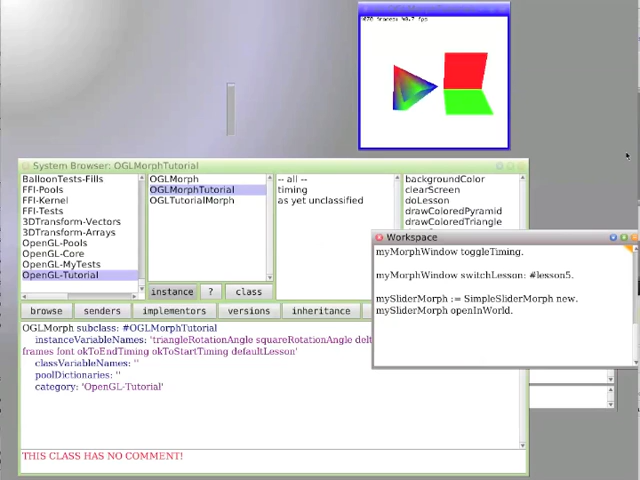 System Browser: OGLMorphTutorial
BalloonTests-Fills
FFI-Pools
FFI-Kernel
FFI-Tests
3DTransform-Vectors
3DTransform-Arrays
OpenGL-Pools
OpenGL-Core
OpenGL-MyTests
OpenGL-Tutorial
OGLMorph
OGLMorphTutorial
OGLTutorialMorph
-- all --
timing
as yet unclassified
backgroundColor
clearScreen
doLesson
drawColoredPyramid
drawColoredTriangle
instance ? class
browse senders implementors versions inheritance
OGLMorph subclass: #OGLMorphTutorial
instanceVariableNames: 'triangleRotationAngle squareRotationAngle delt
frames font okToEndTiming okToStartTiming defaultLesson'
classVariableNames: ''
poolDictionaries: ''
category: 'OpenGL-Tutorial'
THIS CLASS HAS NO COMMENT!
Workspace
myMorphWindow toggleTiming.
myMorphWindow switchLesson: #lesson5.
mySliderMorph := SimpleSliderMorph new.
mySliderMorph openInWorld.